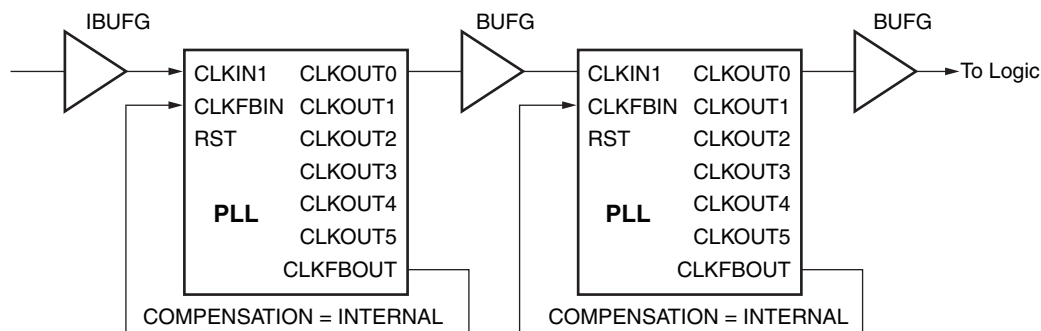 IBUFG
BUFG
BUFG
CLKIN1 CLKOUT0
CLKFBIN CLKOUT1
RST CLKOUT2
CLKOUT3
PLL CLKOUT4
CLKOUT5
CLKFBOUT
COMPENSATION = INTERNAL
CLKIN1 CLKOUT0
CLKFBIN CLKOUT1
RST CLKOUT2
CLKOUT3
PLL CLKOUT4
CLKOUT5
CLKFBOUT
COMPENSATION = INTERNAL
To Logic